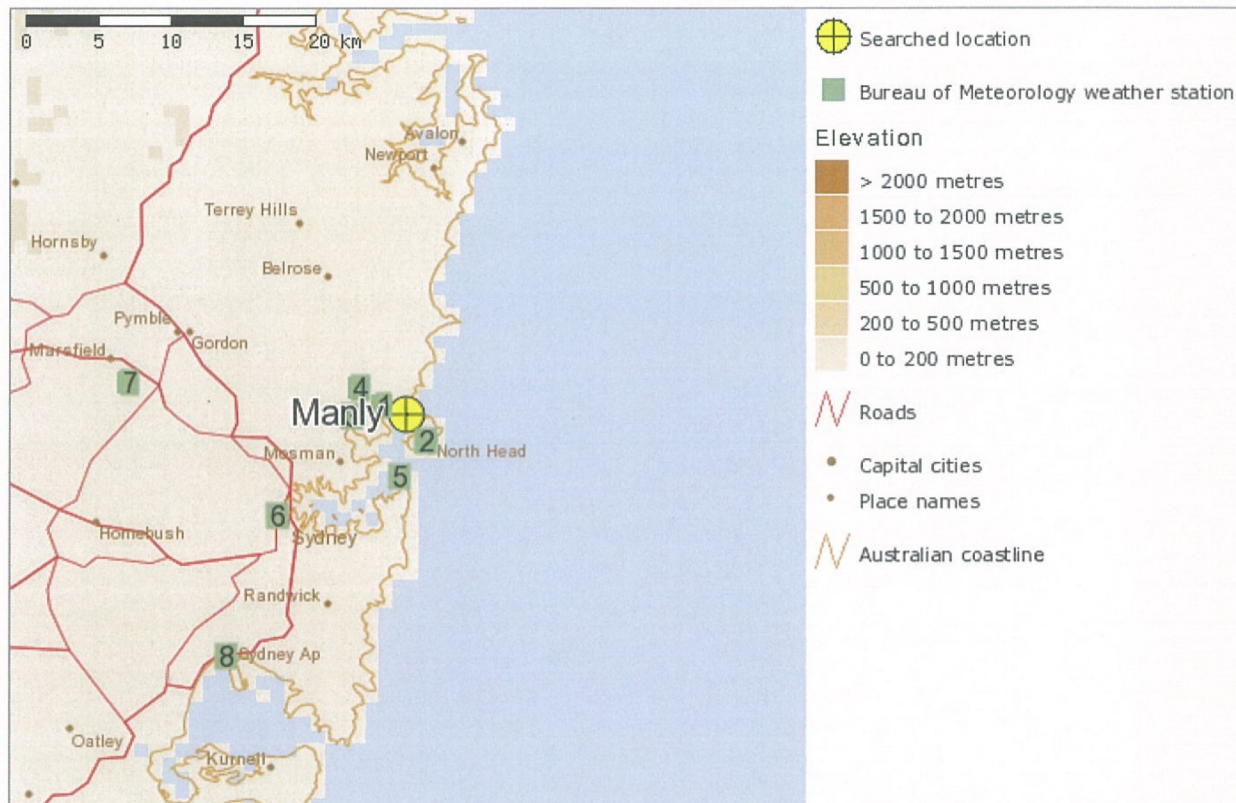 0 5 10 15 20 km
Avalon
Newport
Terrey Hills
Hornsby
Belrose
Pymble
Gordon
Marsfield
7
4
1
Manly
2
Mosman
North Head
5
6
Homebush
Sydney
Randwick
8
Sydney Ap
Oatley
Kurnell
Searched location
Bureau of Meteorology weather station
Elevation
> 2000 metres
1500 to 2000 metres
1000 to 1500 metres
500 to 1000 metres
200 to 500 metres
0 to 200 metres
Roads
Capital cities
Place names
Australian coastline